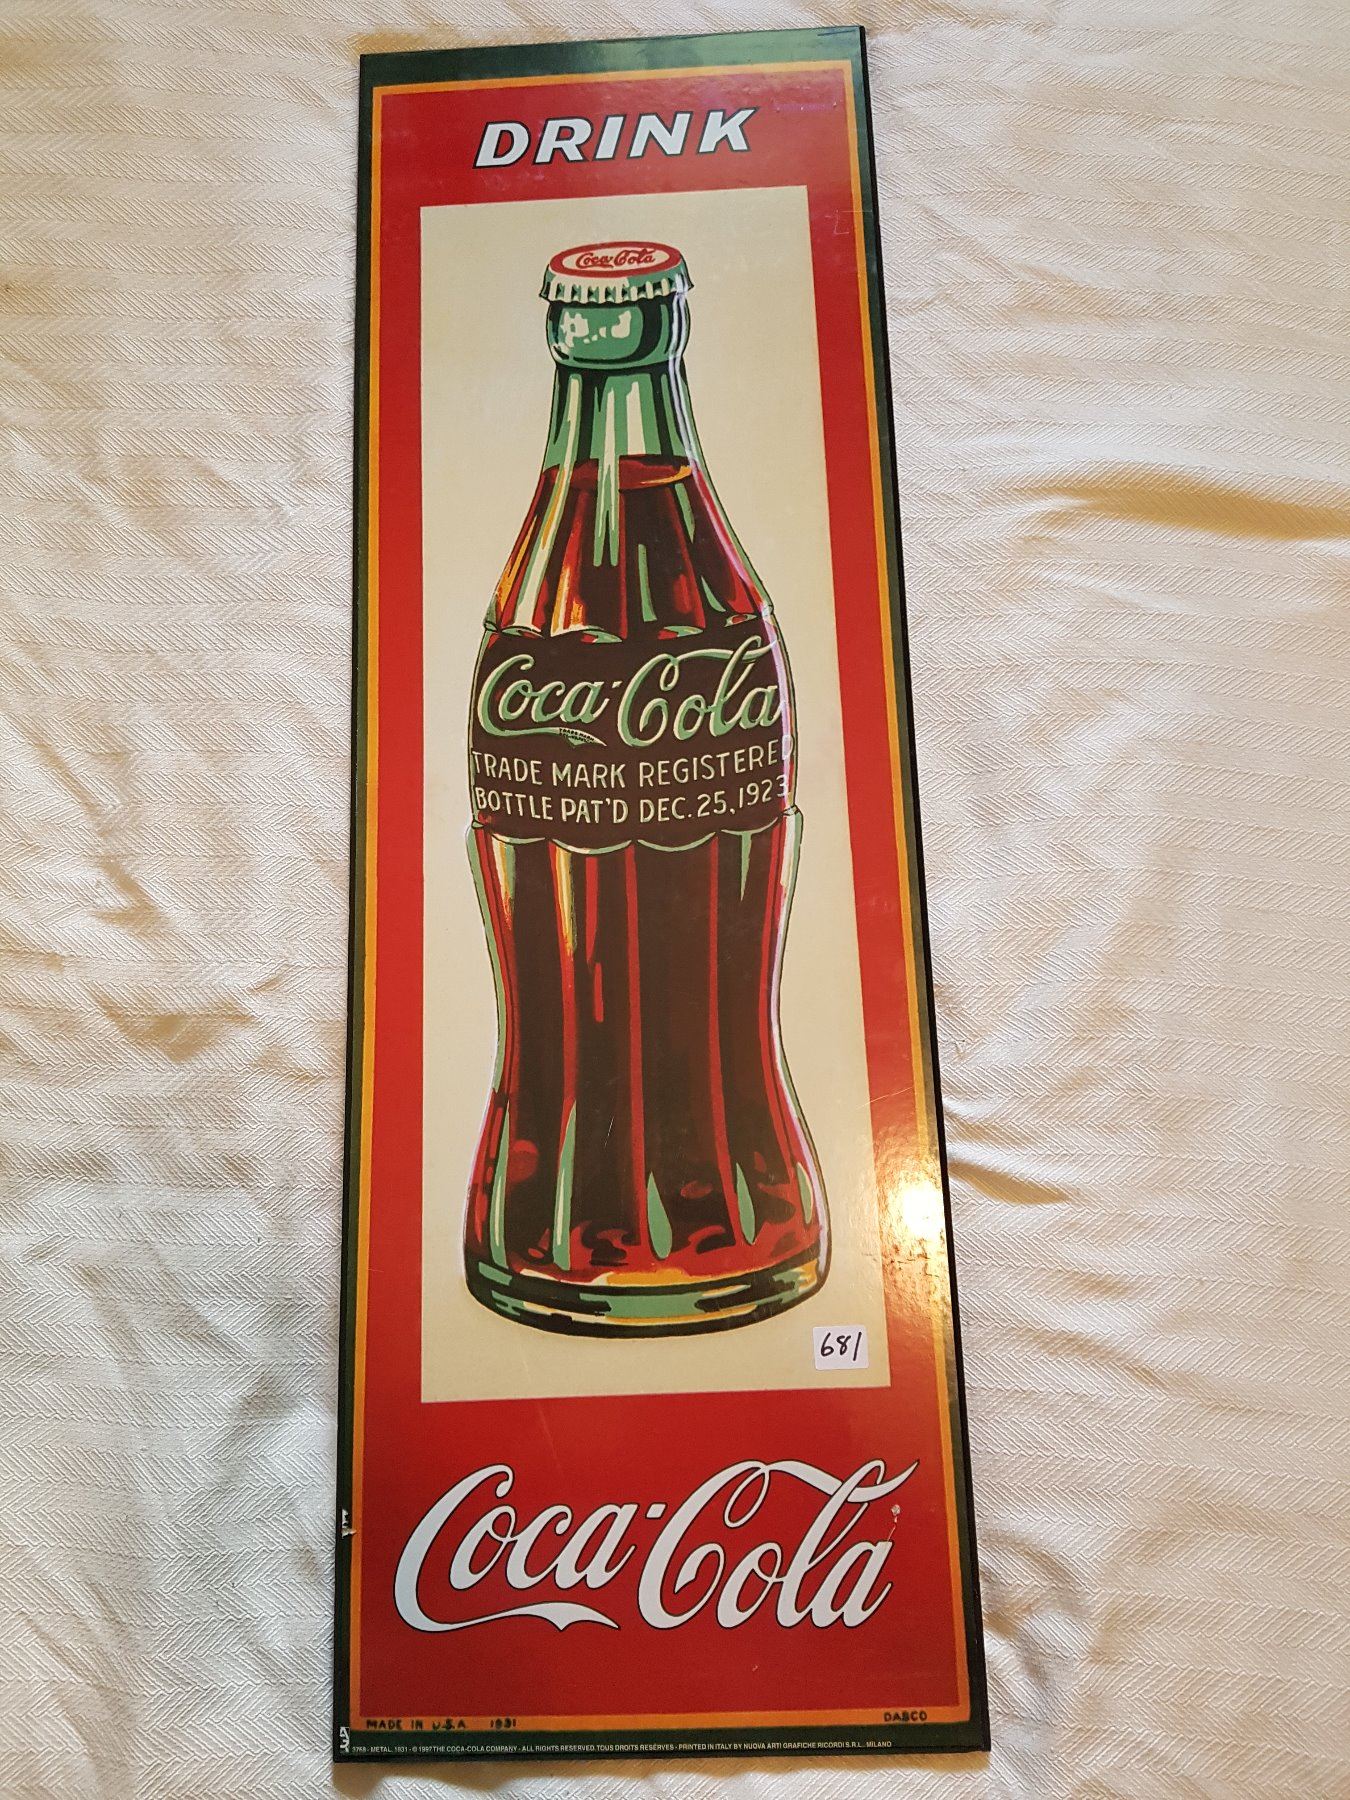 DRINK
Coca-Cola
Coca-Cola
TRADE MARK REGISTERED
BOTTLE PAT'D DEC. 25, 1923
681
Coca-Cola
MADE IN U.S.A. 1931
DASCO
3768 - METAL, 1931 - © 1997 THE COCA-COLA COMPANY - ALL RIGHTS RESERVED. TOUS DROITS RESÉRVES - PRINTED IN ITALY BY NUOVA ARTI GRAFICHE RICORDI S.R.L. MILANO